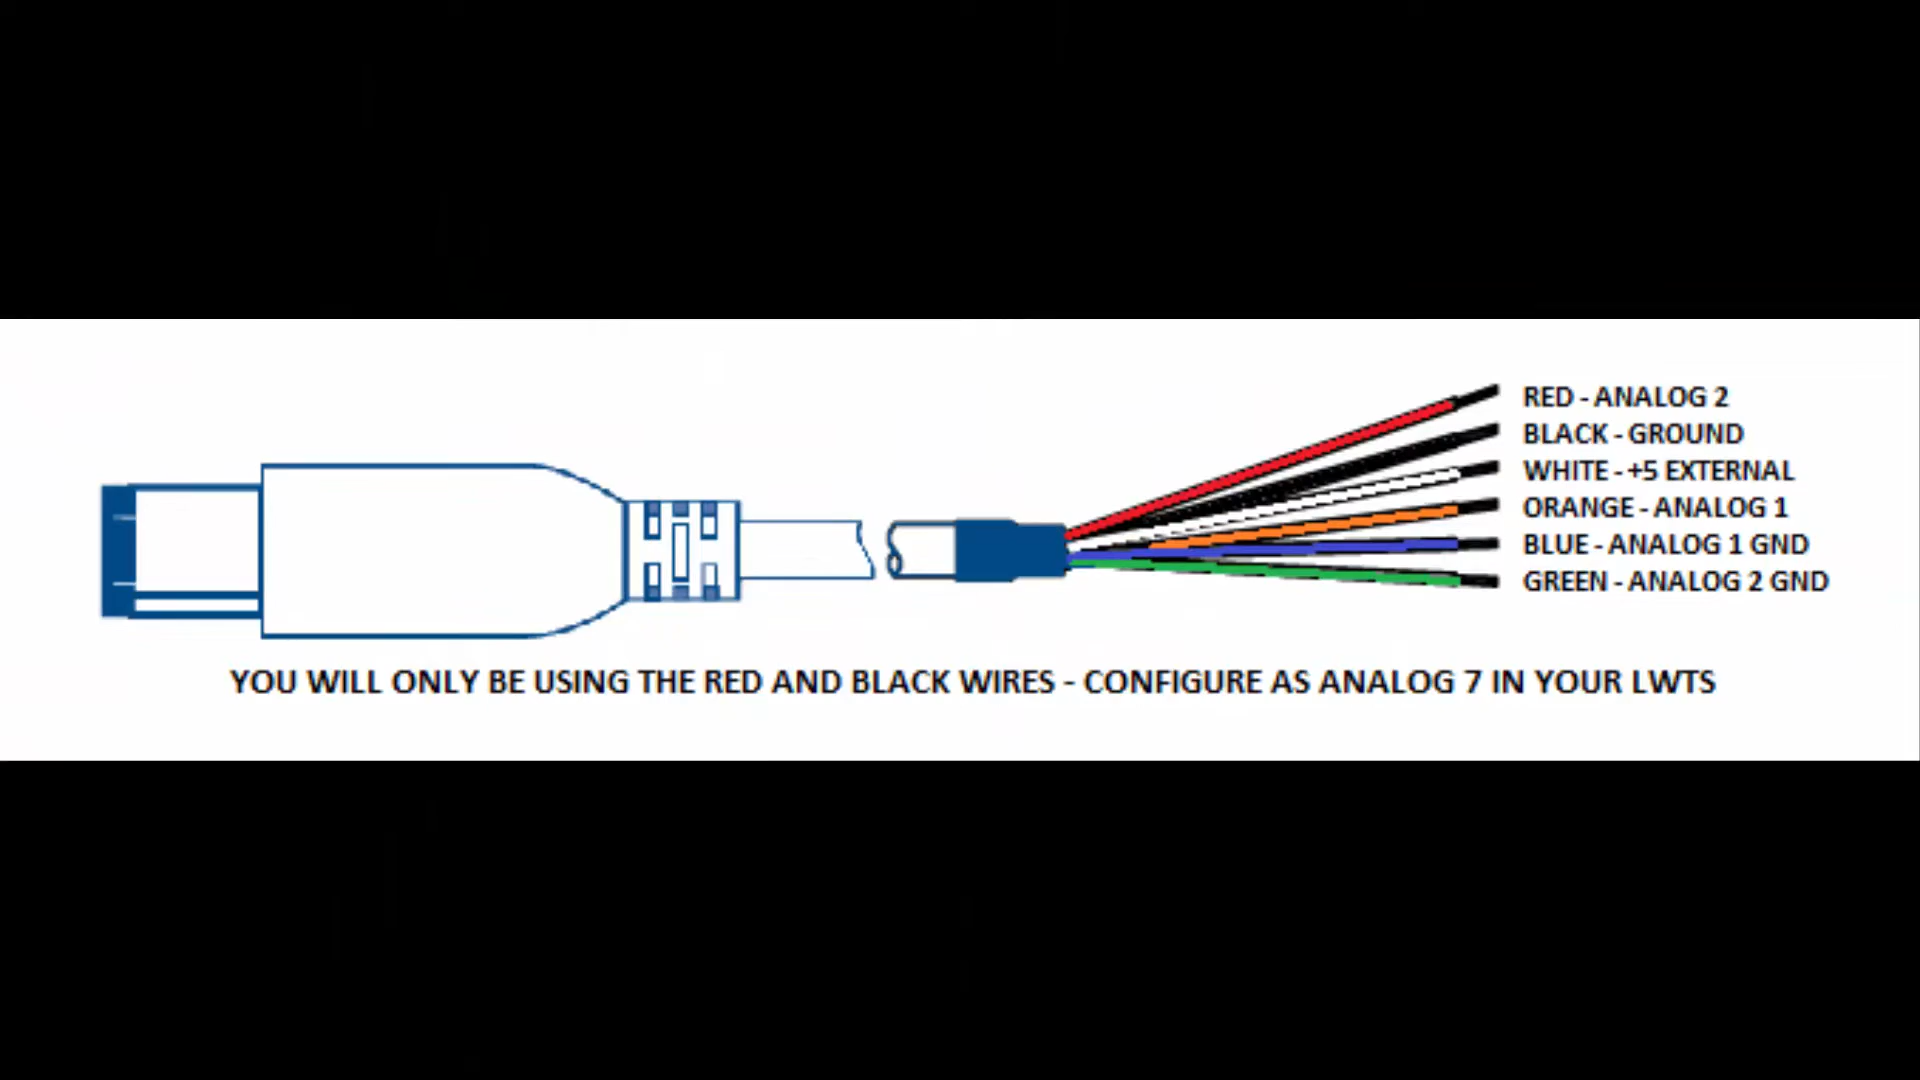 RED - ANALOG 2
BLACK - GROUND
WHITE - +5 EXTERNAL
ORANGE - ANALOG 1
BLUE - ANALOG 1 GND
GREEN - ANALOG 2 GND
YOU WILL ONLY BE USING THE RED AND BLACK WIRES - CONFIGURE AS ANALOG 7 IN YOUR LWTS